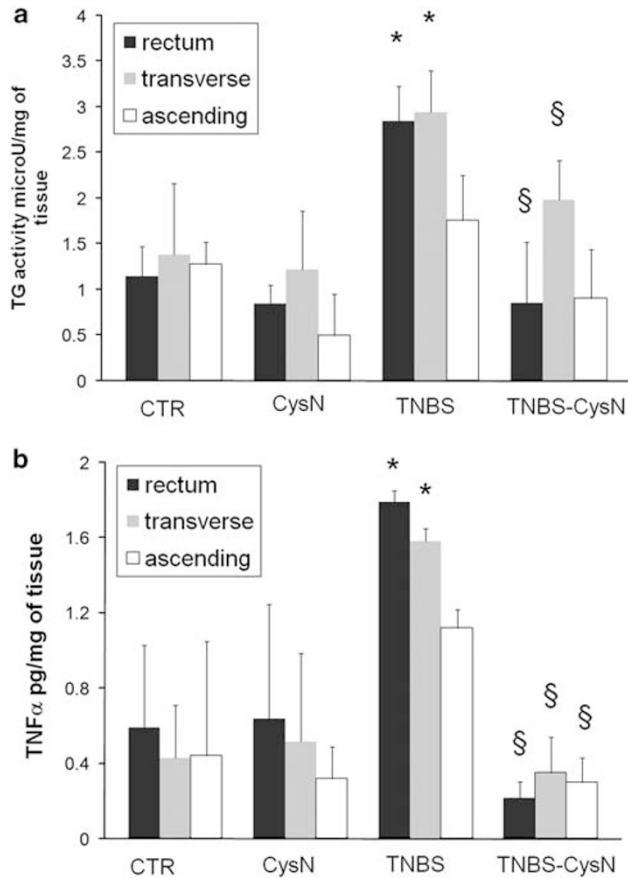 a
TG activity microU/mg of
tissue
4
3.5
3
2.5
2
1.5
1
0.5
0
rectum
transverse
ascending
* *
§ §
CTR CysN TNBS TNBS-CysN
b
TNFα pg/mg of tissue
2
1.6
1.2
0.8
0.4
0
rectum
transverse
ascending
* *
§ § §
CTR CysN TNBS TNBS-CysN